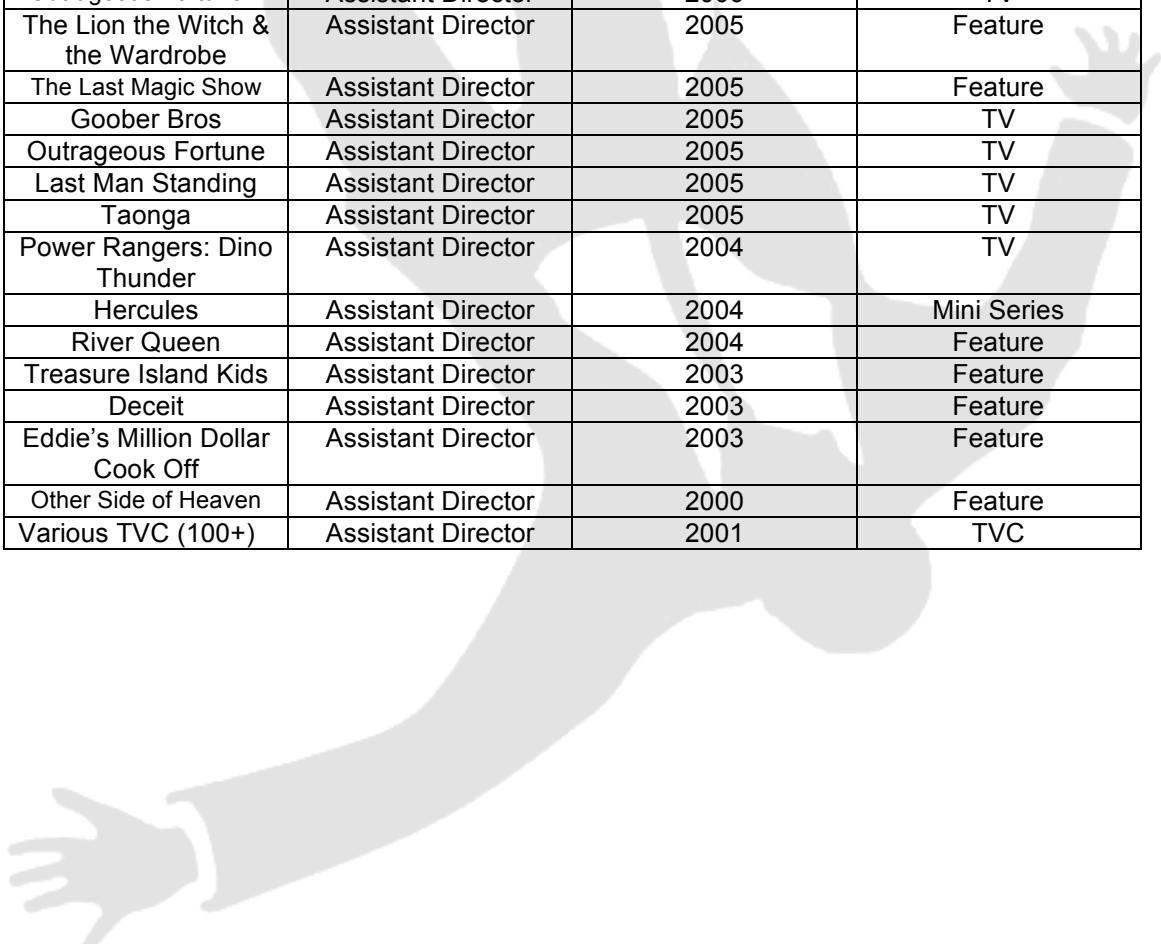 The Lion the Witch & Assistant Director 2005 Feature
the Wardrobe
The Last Magic Show Assistant Director 2005 Feature
Goober Bros Assistant Director 2005 TV
Outrageous Fortune Assistant Director 2005 TV
Last Man Standing Assistant Director 2005 TV
Taonga Assistant Director 2005 TV
Power Rangers: Dino Assistant Director 2004 TV
Thunder
Hercules Assistant Director 2004 Mini Series
River Queen Assistant Director 2004 Feature
Treasure Island Kids Assistant Director 2003 Feature
Deceit Assistant Director 2003 Feature
Eddie’s Million Dollar Assistant Director 2003 Feature
Cook Off
Other Side of Heaven Assistant Director 2000 Feature
Various TVC (100+) Assistant Director 2001 TVC